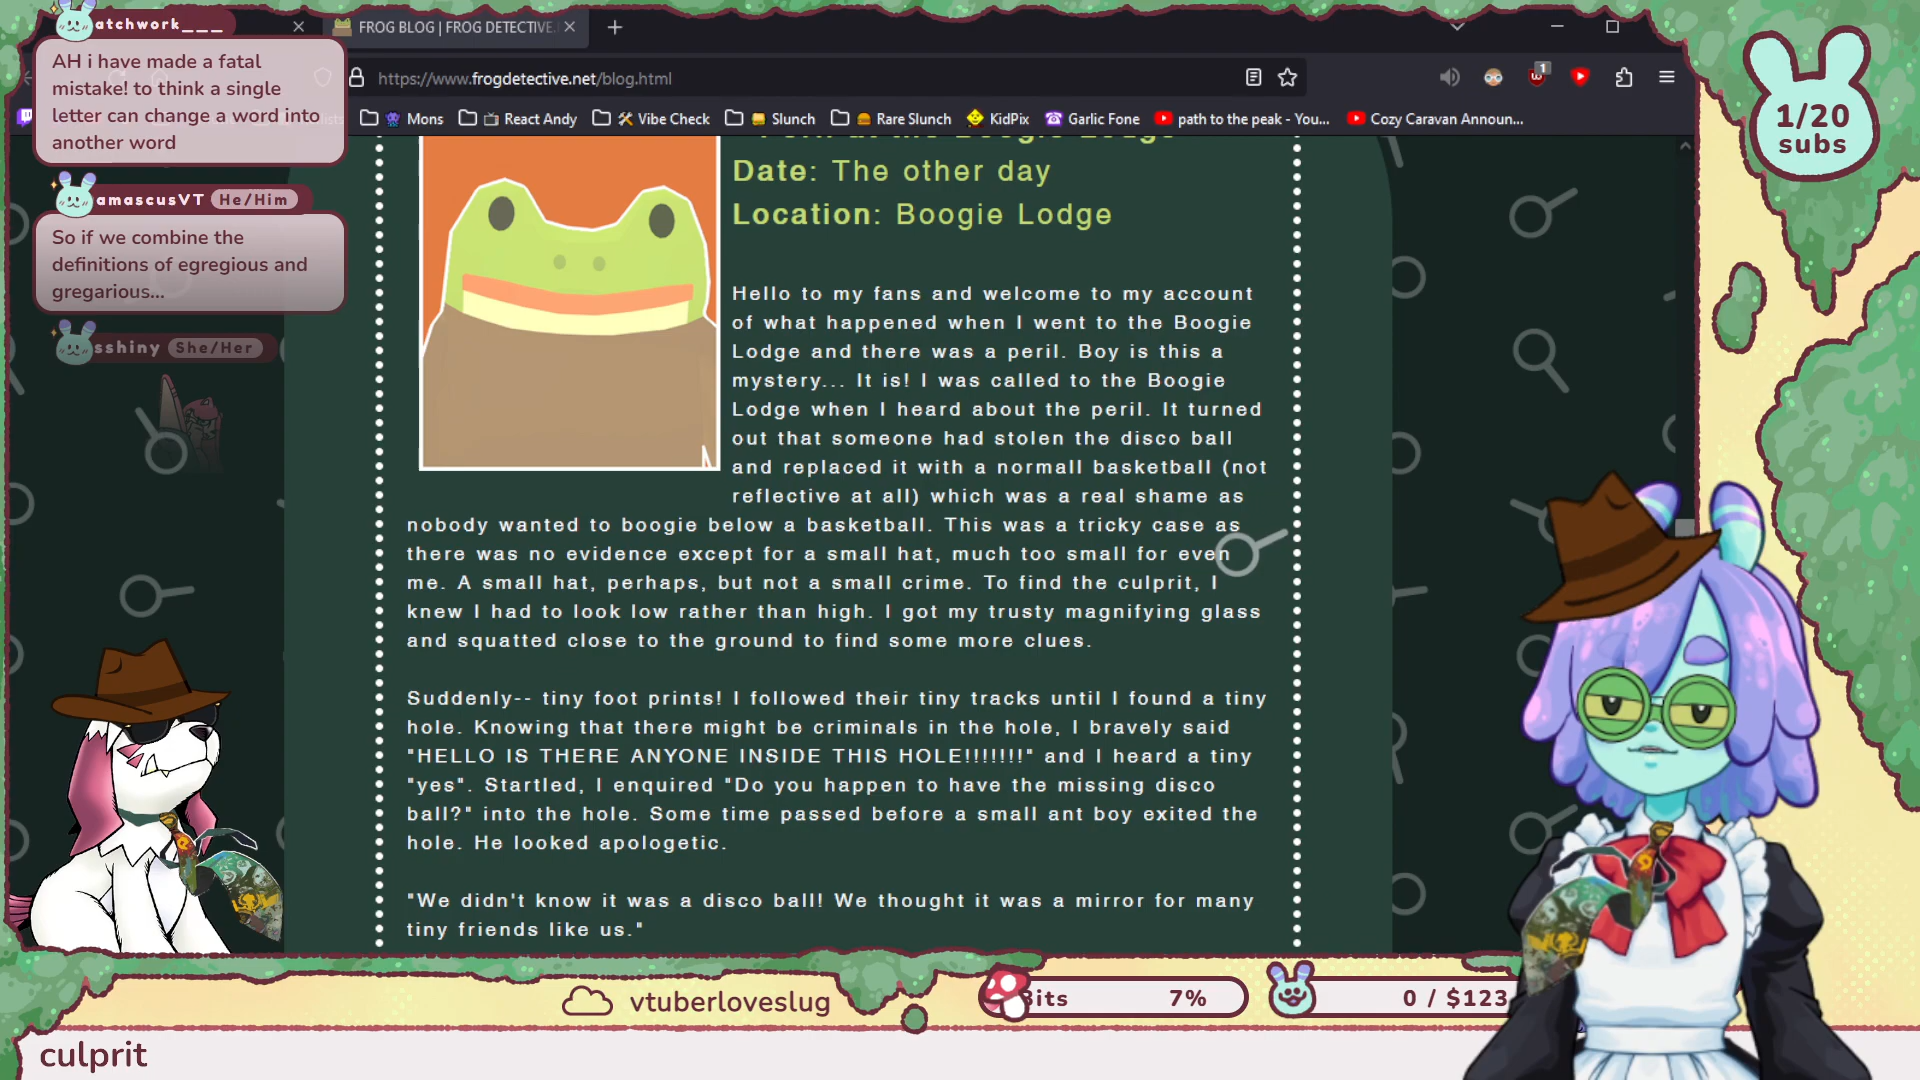 atchwork___
AH i have made a fatal
mistake! to think a single
letter can change a word into
another word
amascusVT He/Him
So if we combine the
definitions of egregious and
gregarious...
sshiny She/Her
FROG BLOG | FROG DETECTIVE
https://www.frogdetective.net/blog.html
1
Mons
React Andy
Vibe Check
Slunch
Rare Slunch
KidPix
Garlic Fone
path to the peak - You...
Cozy Caravan Announ...
1/20
subs
Date: The other day
Location: Boogie Lodge
Hello to my fans and welcome to my account
of what happened when I went to the Boogie
Lodge and there was a peril. Boy is this a
mystery... It is! I was called to the Boogie
Lodge when I heard about the peril. It turned
out that someone had stolen the disco ball
and replaced it with a normall basketball (not
reflective at all) which was a real shame as
nobody wanted to boogie below a basketball. This was a tricky case as
there was no evidence except for a small hat, much too small for even
me. A small hat, perhaps, but not a small crime. To find the culprit, I
knew I had to look low rather than high. I got my trusty magnifying glass
and squatted close to the ground to find some more clues.
Suddenly-- tiny foot prints! I followed their tiny tracks until I found a tiny
hole. Knowing that there might be criminals in the hole, I bravely said
"HELLO IS THERE ANYONE INSIDE THIS HOLE!!!!!!!" and I heard a tiny
"yes". Startled, I enquired "Do you happen to have the missing disco
ball?" into the hole. Some time passed before a small ant boy exited the
hole. He looked apologetic.
"We didn't know it was a disco ball! We thought it was a mirror for many
tiny friends like us."
vtuberloveslug
Bits 7%
0 / $123
culprit